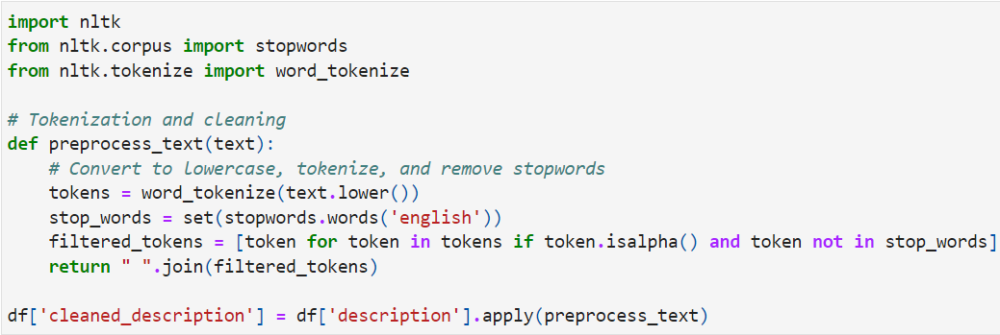 import nltk
from nltk.corpus import stopwords
from nltk.tokenize import word_tokenize

# Tokenization and cleaning
def preprocess_text(text):
    # Convert to lowercase, tokenize, and remove stopwords
    tokens = word_tokenize(text.lower())
    stop_words = set(stopwords.words('english'))
    filtered_tokens = [token for token in tokens if token.isalpha() and token not in stop_words]
    return " ".join(filtered_tokens)

df['cleaned_description'] = df['description'].apply(preprocess_text)